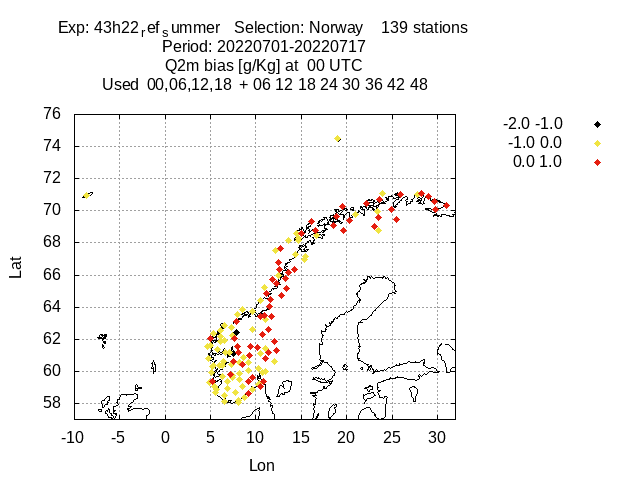 Exp: 43h22ref_summer   Selection: Norway    139 stations
Period: 20220701-20220717
Q2m bias [g/Kg] at  00 UTC
Used  00,06,12,18  + 06 12 18 24 30 36 42 48
-2.0 -1.0
-1.0 0.0
0.0 1.0
76
74
72
70
68
66
64
62
60
58
Lat
-10 -5 0 5 10 15 20 25 30
Lon